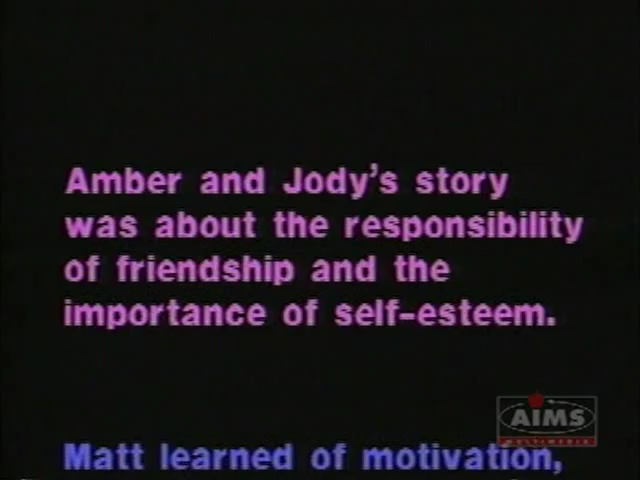 Amber and Jody's story
was about the responsibility
of friendship and the
importance of self-esteem.
AIMS
MULTIMEDIA
Matt learned of motivation,